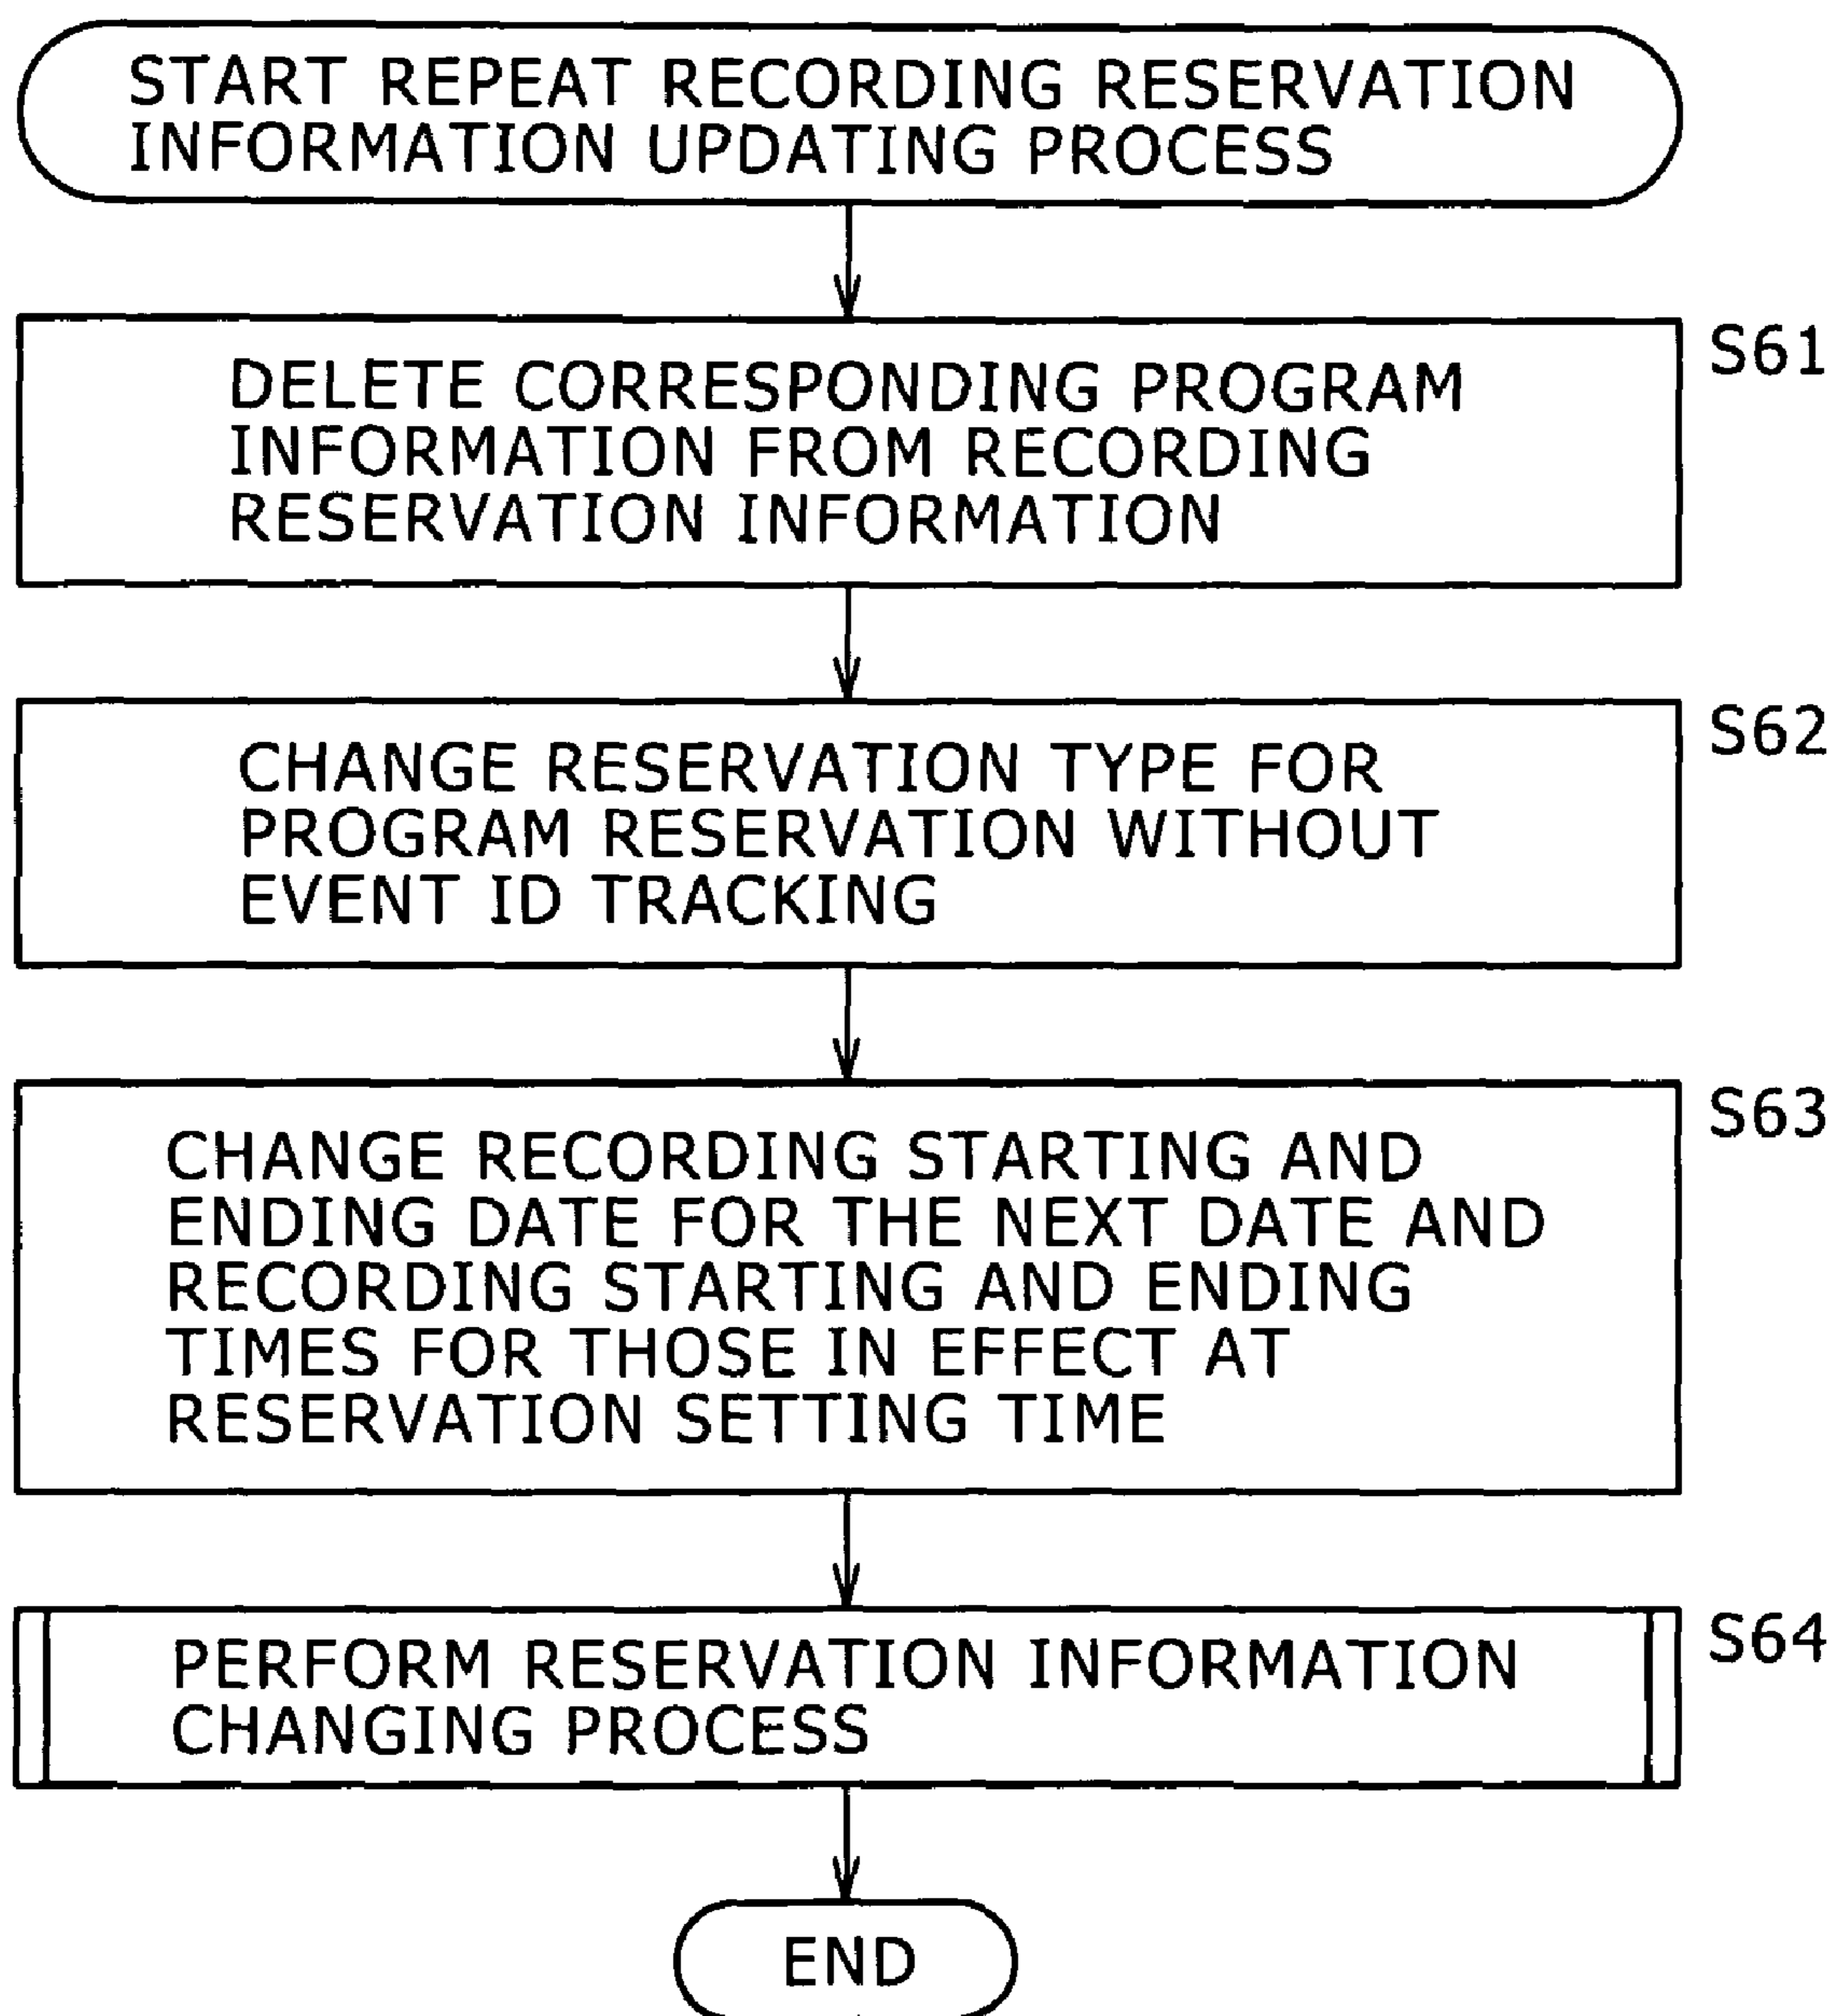 START REPEAT RECORDING RESERVATION
INFORMATION UPDATING PROCESS
S61
DELETE CORRESPONDING PROGRAM
INFORMATION FROM RECORDING
RESERVATION INFORMATION
S62
CHANGE RESERVATION TYPE FOR
PROGRAM RESERVATION WITHOUT
EVENT ID TRACKING
S63
CHANGE RECORDING STARTING AND
ENDING DATE FOR THE NEXT DATE AND
RECORDING STARTING AND ENDING
TIMES FOR THOSE IN EFFECT AT
RESERVATION SETTING TIME
S64
PERFORM RESERVATION INFORMATION
CHANGING PROCESS
END